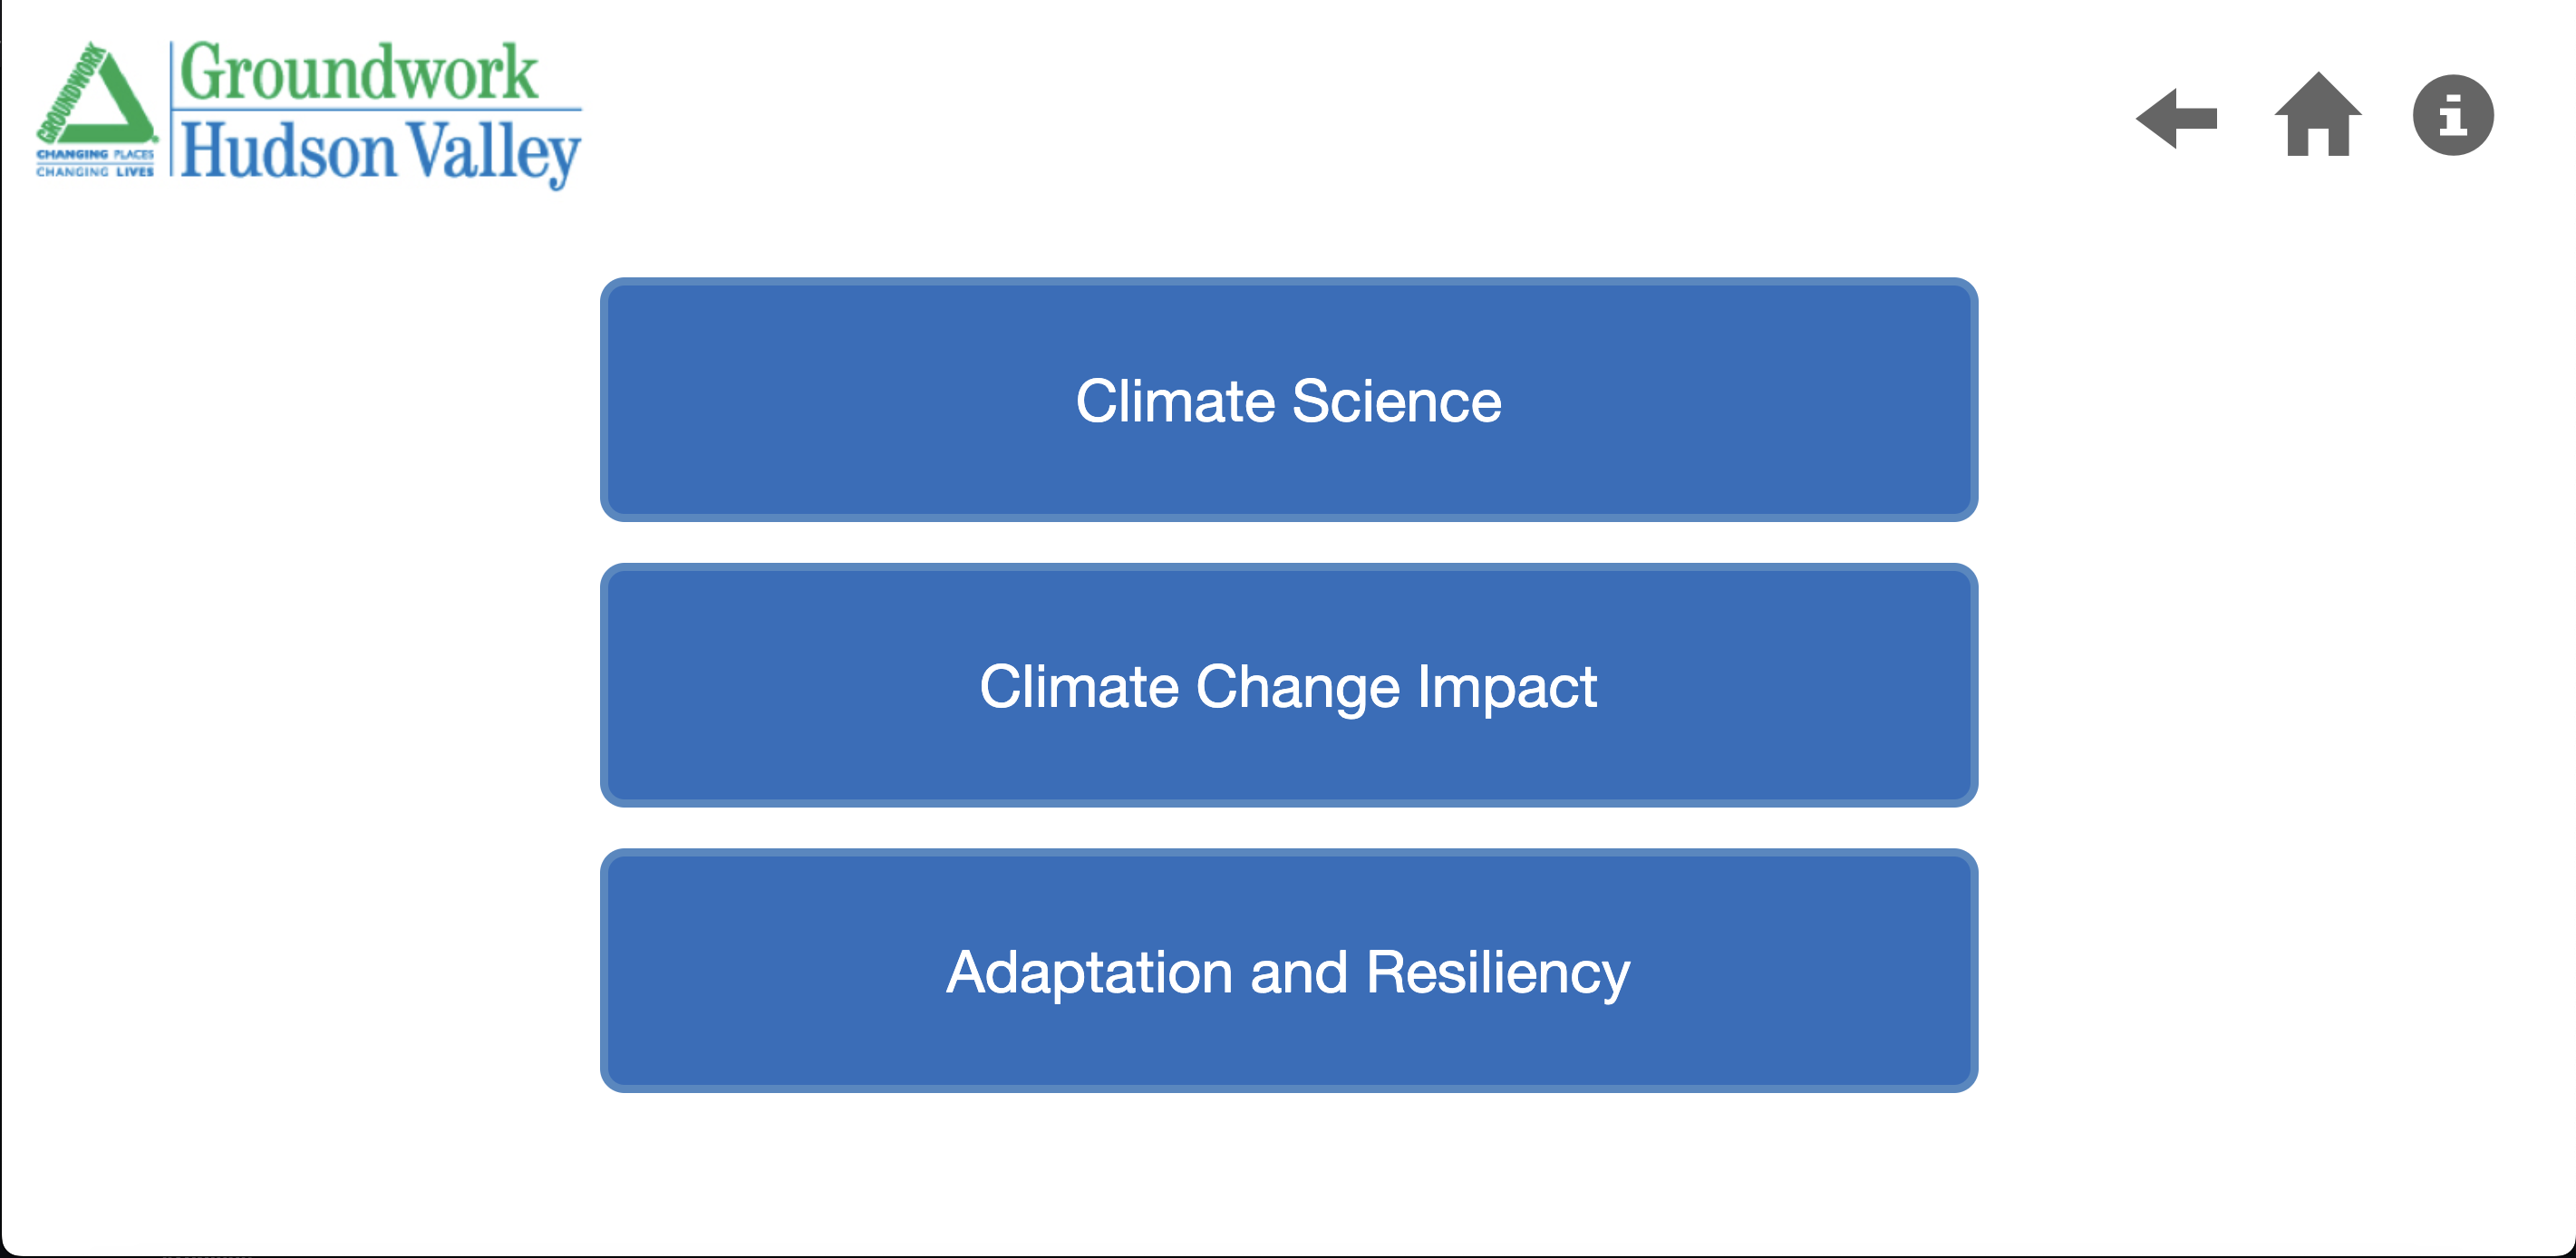 GROUNDWORK
CHANGING PLACES
CHANGING LIVES
Groundwork
Hudson Valley
i
Climate Science
Climate Change Impact
Adaptation and Resiliency